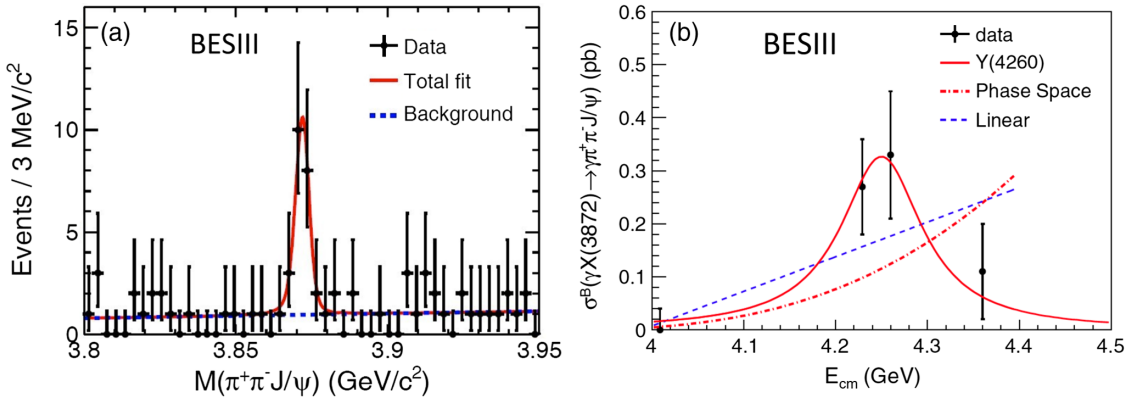 (a)
BESIII
Data
Total fit
Background
Events / 3 MeV/c²
15
10
5
0
3.8
3.85
3.9
3.95
M(π⁺π⁻J/ψ) (GeV/c²)
(b)
BESIII
data
Y(4260)
Phase Space
Linear
σᴮ(γX(3872)→γπ⁺π⁻J/ψ) (pb)
0.6
0.5
0.4
0.3
0.2
0.1
0
4
4.1
4.2
4.3
4.4
4.5
E_cm (GeV)